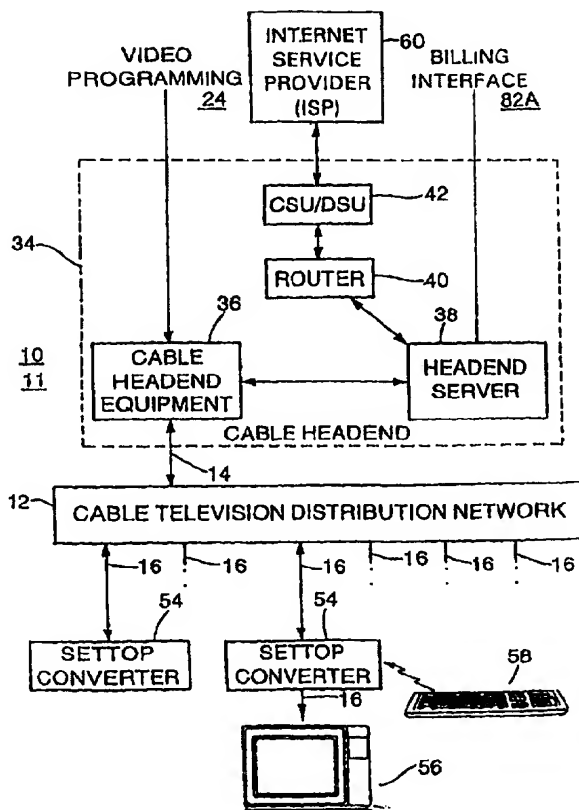 INTERNET
SERVICE
PROVIDER
(ISP)
60
VIDEO
PROGRAMMING
24
BILLING
INTERFACE
82A
CSU/DSU
42
34
ROUTER
40
36
38
10
11
CABLE
HEADEND
EQUIPMENT
HEADEND
SERVER
CABLE HEADEND
14
12
CABLE TELEVISION DISTRIBUTION NETWORK
16
16
16
16
16
16
54
54
SETTOP
CONVERTER
SETTOP
CONVERTER
58
16
56